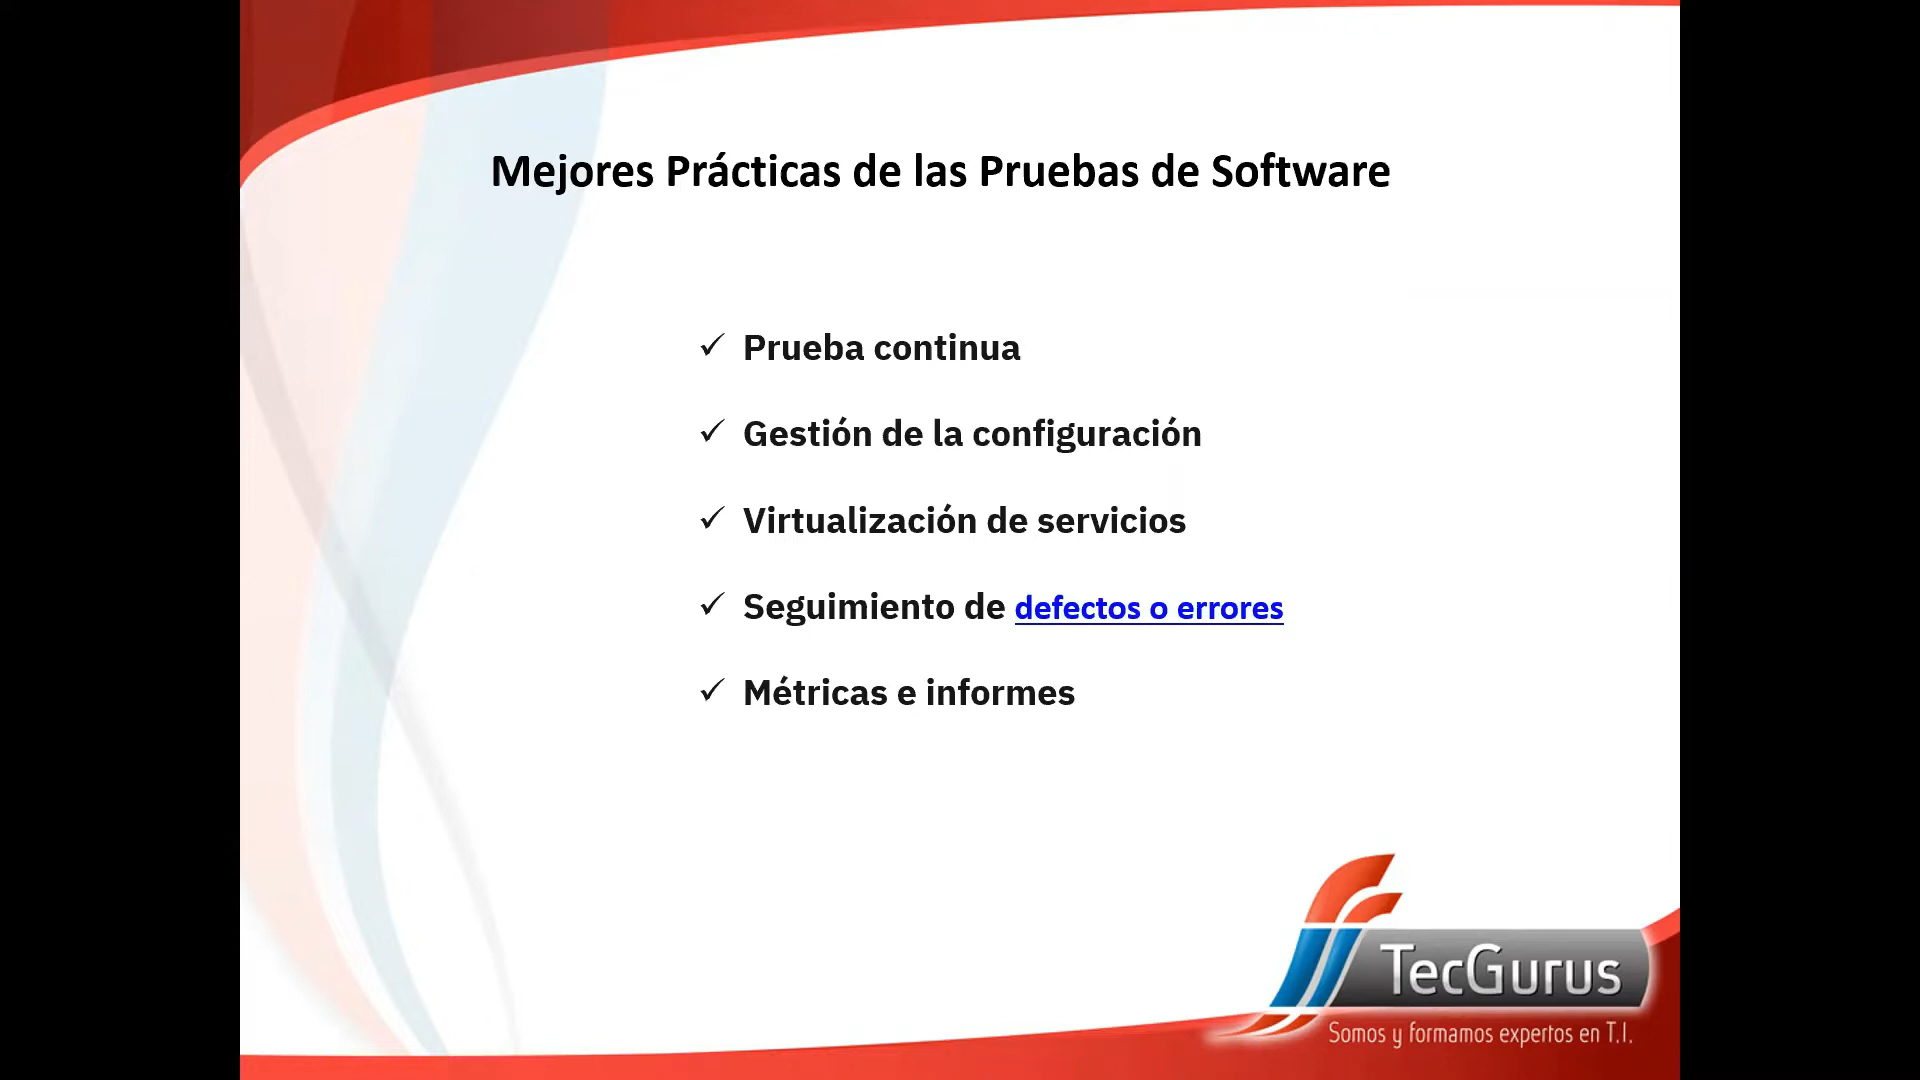 Mejores Prácticas de las Pruebas de Software
✓ Prueba continua
✓ Gestión de la configuración
✓ Virtualización de servicios
✓ Seguimiento de defectos o errores
✓ Métricas e informes
TecGurus
Somos y formamos expertos en T.I.